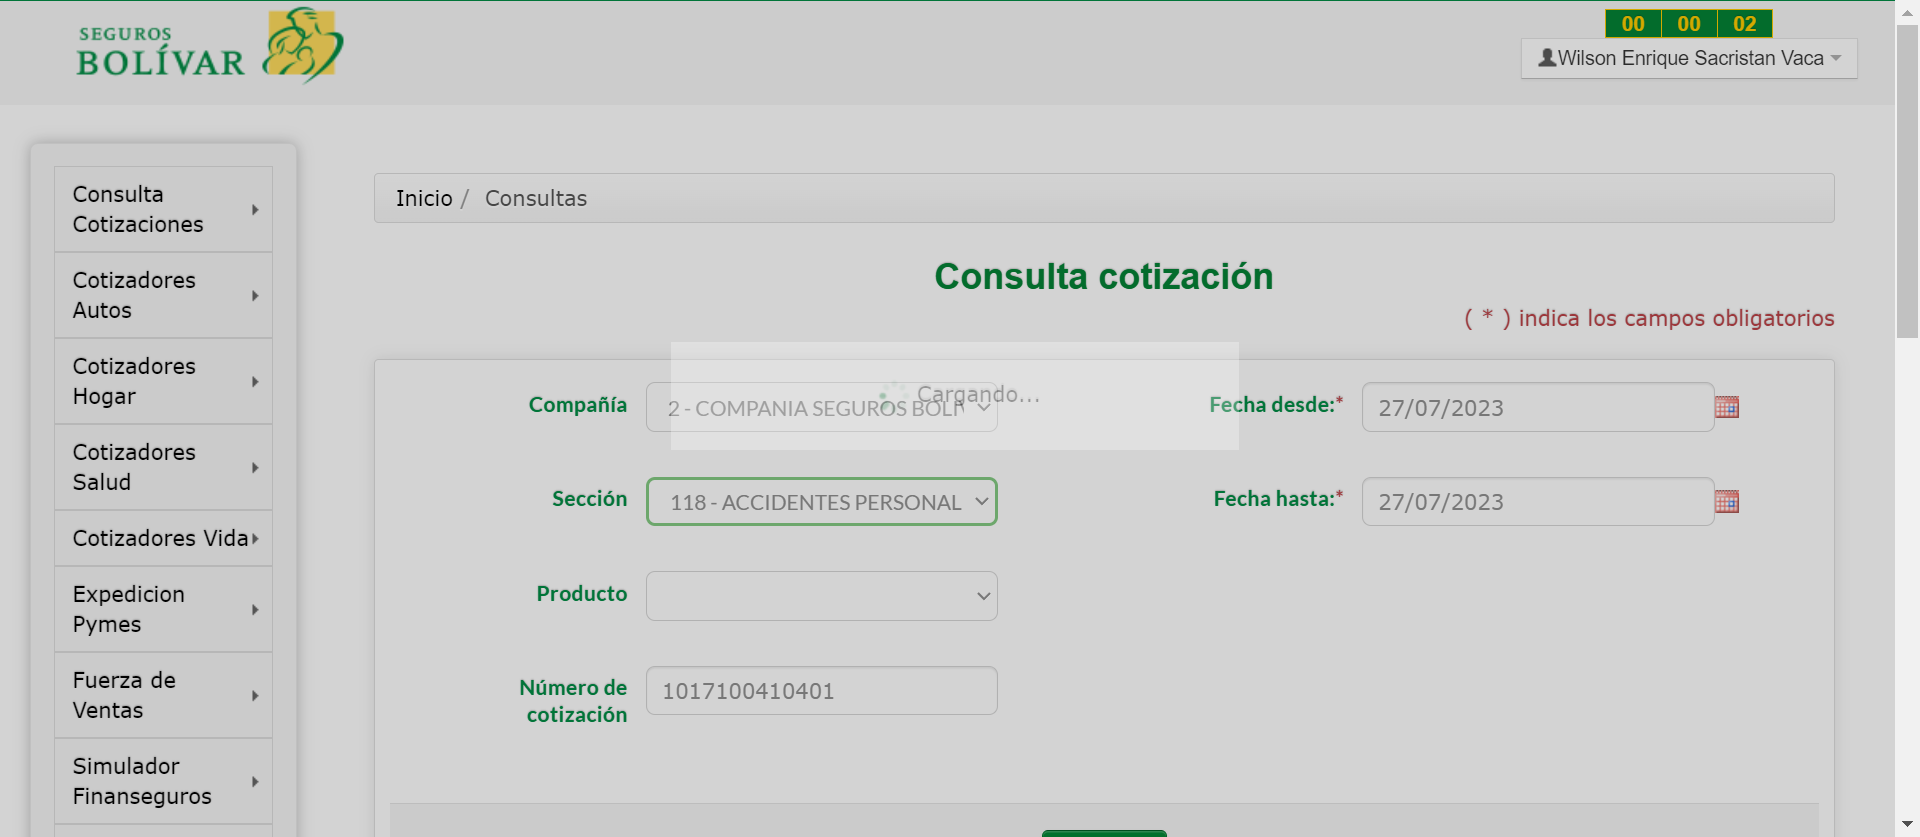 SEGUROS
BOLÍVAR
00 00 02
Wilson Enrique Sacristan Vaca
Consulta
Cotizaciones
Cotizadores
Autos
Cotizadores
Hogar
Cotizadores
Salud
Cotizadores Vida
Expedicion
Pymes
Fuerza de
Ventas
Simulador
Finanseguros
Inicio / Consultas
Consulta cotización
( * ) indica los campos obligatorios
Cargando...
Compañía 2 - COMPANIA SEGUROS BOLI
Fecha desde:* 27/07/2023
Sección 118 - ACCIDENTES PERSONAL
Fecha hasta:* 27/07/2023
Producto
Número de
cotización
1017100410401